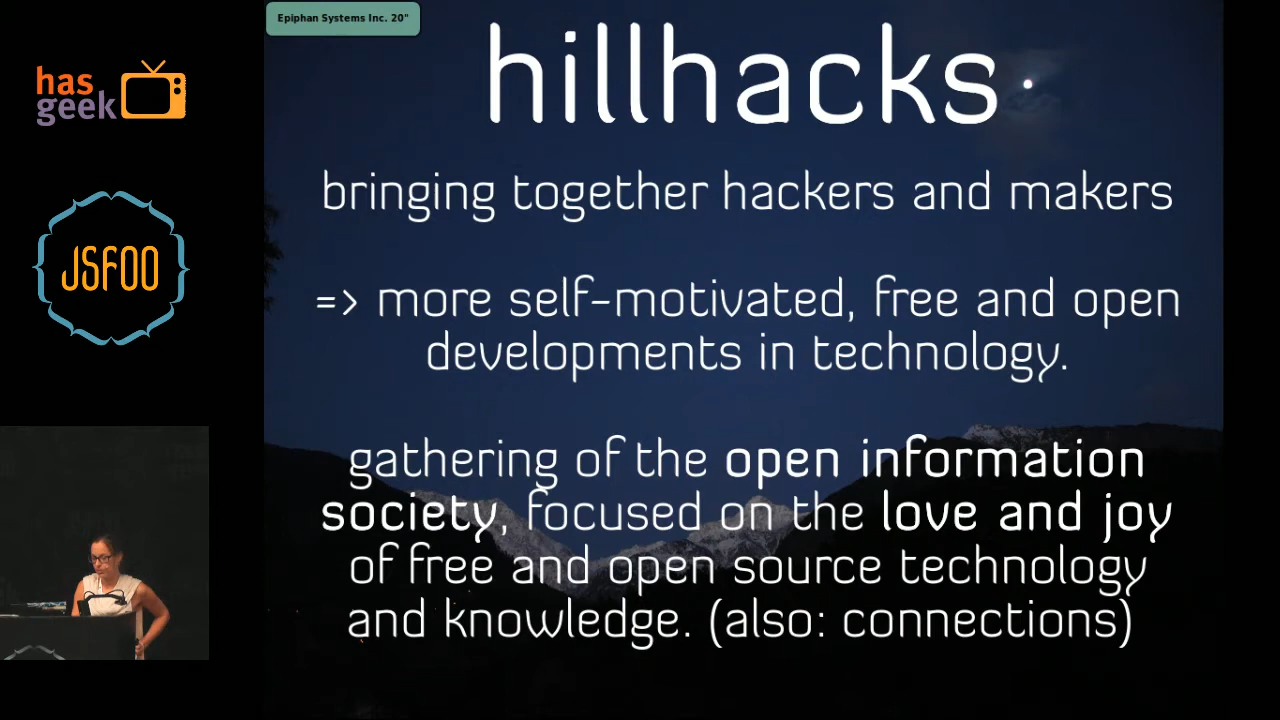 Epiphan Systems Inc. 20"
has
geek
JSFOO
hillhacks
bringing together hackers and makers
=> more self-motivated, free and open
developments in technology.
gathering of the open information
society, focused on the love and joy
of free and open source technology
and knowledge. (also: connections)